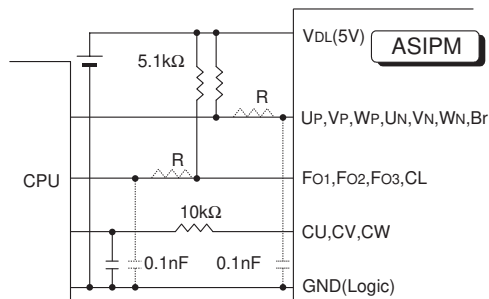 VDL(5V)
ASIPM
5.1kΩ
R
UP,VP,WP,UN,VN,WN,Br
R
CPU
FO1,FO2,FO3,CL
10kΩ
CU,CV,CW
0.1nF
0.1nF
GND(Logic)